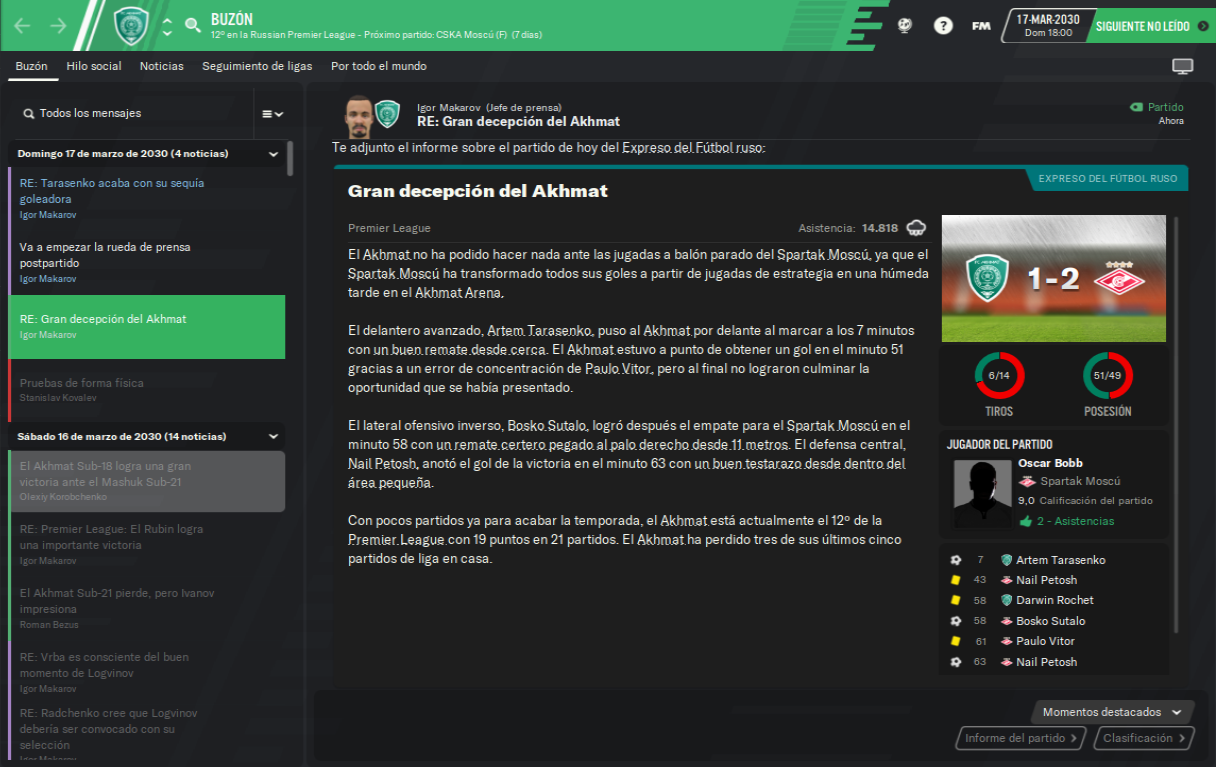 BUZÓN
12º en la Russian Premier League - Próximo partido: CSKA Moscú (F) (7 días)
FM
17-MAR-2030
Dom 18:00
SIGUIENTE NO LEÍDO
Buzón Hilo social Noticias Seguimiento de ligas Por todo el mundo
Todos los mensajes
Domingo 17 de marzo de 2030 (4 noticias)
RE: Tarasenko acaba con su sequía
goleadora
Igor Makarov
Va a empezar la rueda de prensa
postpartido
Igor Makarov
RE: Gran decepción del Akhmat
Igor Makarov
Pruebas de forma física
Stanislav Kovalev
Sábado 16 de marzo de 2030 (14 noticias)
El Akhmat Sub-18 logra una gran
victoria ante el Mashuk Sub-21
Olexiy Korobchenko
RE: Premier League: El Rubin logra
una importante victoria
Igor Makarov
El Akhmat Sub-21 pierde, pero Ivanov
impresiona
Roman Bezus
RE: Vrba es consciente del buen
momento de Logvinov
Igor Makarov
RE: Radchenko cree que Logvinov
debería ser convocado con su
selección
Igor Makarov
Igor Makarov (Jefe de prensa)
RE: Gran decepción del Akhmat
Partido
Ahora
Te adjunto el informe sobre el partido de hoy del Expreso del Fútbol ruso:
EXPRESO DEL FÚTBOL RUSO
Gran decepción del Akhmat
Premier League
Asistencia: 14.818
El Akhmat no ha podido hacer nada ante las jugadas a balón parado del Spartak Moscú, ya que el
Spartak Moscú ha transformado todos sus goles a partir de jugadas de estrategia en una húmeda
tarde en el Akhmat Arena.
El delantero avanzado, Artem Tarasenko, puso al Akhmat por delante al marcar a los 7 minutos
con un buen remate desde cerca. El Akhmat estuvo a punto de obtener un gol en el minuto 51
gracias a un error de concentración de Paulo Vitor, pero al final no lograron culminar la
oportunidad que se había presentado.
El lateral ofensivo inverso, Bosko Sutalo, logró después el empate para el Spartak Moscú en el
minuto 58 con un remate certero pegado al palo derecho desde 11 metros. El defensa central,
Nail Petosh, anotó el gol de la victoria en el minuto 63 con un buen testarazo desde dentro del
área pequeña.
Con pocos partidos ya para acabar la temporada, el Akhmat está actualmente el 12º de la
Premier League con 19 puntos en 21 partidos. El Akhmat ha perdido tres de sus últimos cinco
partidos de liga en casa.
1-2
6/14
51/49
TIROS
POSESIÓN
JUGADOR DEL PARTIDO
Oscar Bobb
Spartak Moscú
9,0 Calificación del partido
2 - Asistencias
7 Artem Tarasenko
43 Nail Petosh
58 Darwin Rochet
58 Bosko Sutalo
61 Paulo Vitor
63 Nail Petosh
Momentos destacados
Informe del partido
Clasificación